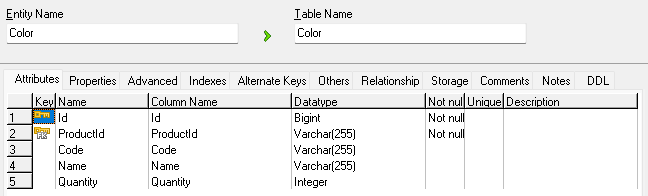 Entity Name Table Name
Color Color
Attributes Properties Advanced Indexes Alternate Keys Others Relationship Storage Comments Notes DDL
Key Name Column Name Datatype Not nul Unique Description
1 Id Id Bigint Not null
2 ProductId ProductId Varchar(255) Not null
3 Code Code Varchar(255)
4 Name Name Varchar(255)
5 Quantity Quantity Integer